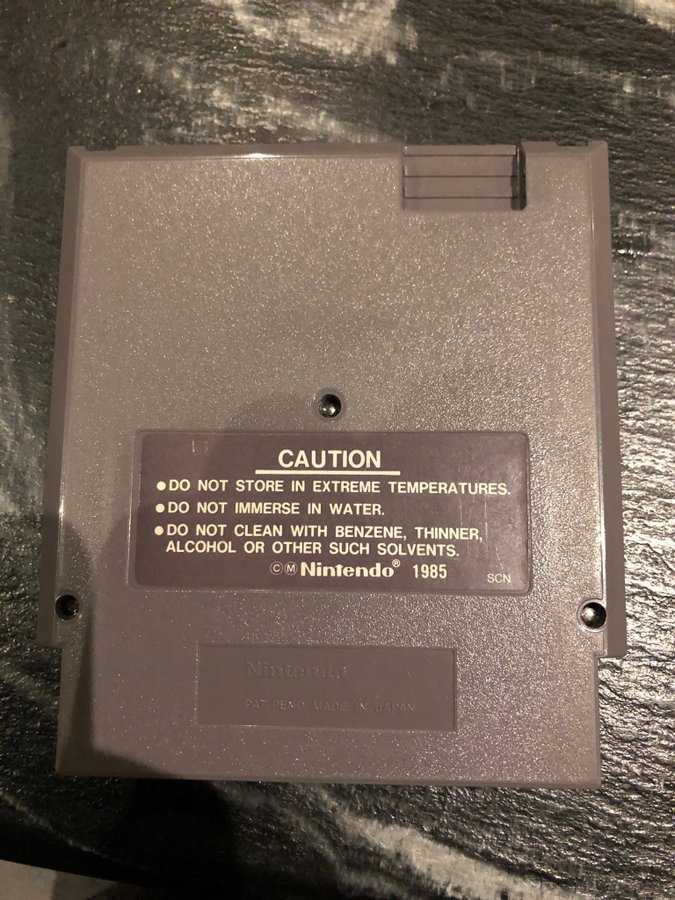 CAUTION
●DO NOT STORE IN EXTREME TEMPERATURES.
●DO NOT IMMERSE IN WATER.
●DO NOT CLEAN WITH BENZENE, THINNER,
ALCOHOL OR OTHER SUCH SOLVENTS.
©Ⓜ Nintendo® 1985 SCN
Nintendo
PAT. PEND. MADE IN JAPAN